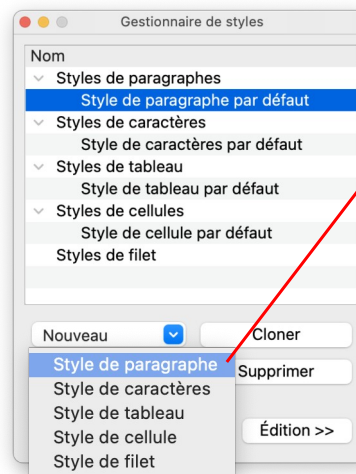 Gestionnaire de styles
Nom
Styles de paragraphes
Style de paragraphe par défaut
Styles de caractères
Style de caractères par défaut
Styles de tableau
Style de tableau par défaut
Styles de cellules
Style de cellule par défaut
Styles de filet
Nouveau Cloner
Style de paragraphe Supprimer
Style de caractères
Style de tableau
Style de cellule Édition >>
Style de filet